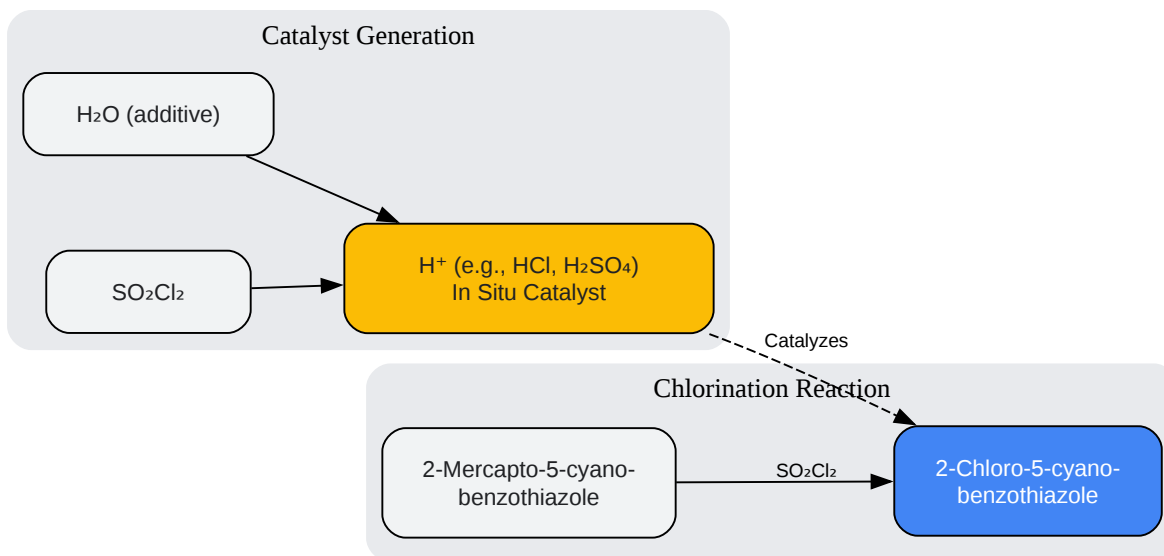 Catalyst Generation
H₂O (additive)
SO₂Cl₂
H⁺ (e.g., HCl, H₂SO₄)
In Situ Catalyst
Catalyzes
Chlorination Reaction
2-Mercapto-5-cyano-
benzothiazole
SO₂Cl₂
2-Chloro-5-cyano-
benzothiazole